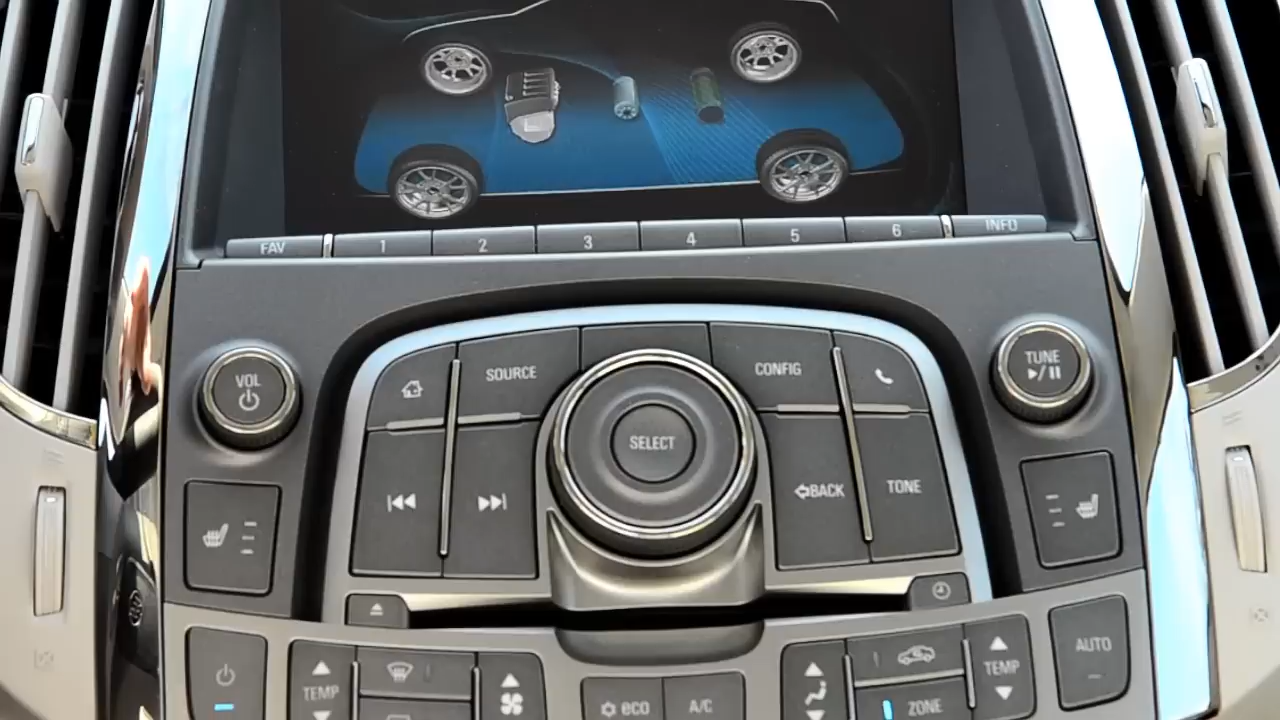 FAV 1 2 3 4 5 6 INFO
VOL
SOURCE
CONFIG
TUNE
SELECT
BACK
TONE
TEMP
eco
A/C
ZONE
TEMP
AUTO